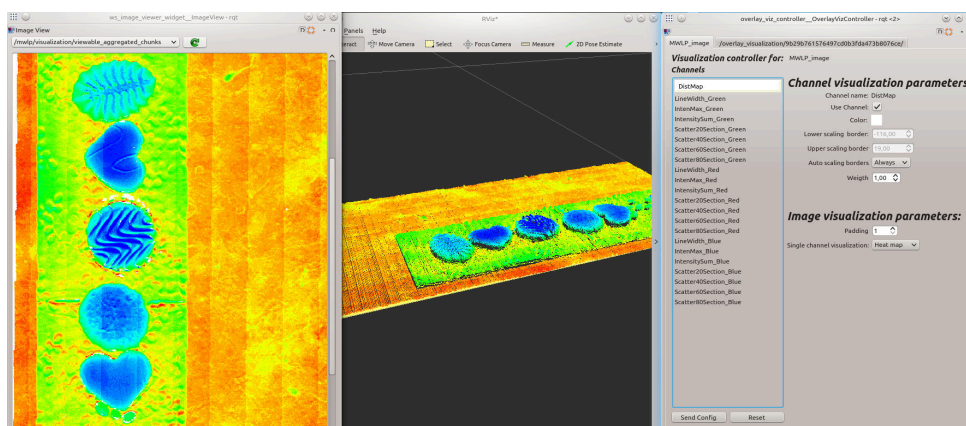 ws_image_viewer_widget__ImageView - rqt
Image View
/mwlp/visualization/viewable_aggregated_chunks
RViz*
Panels Help
eract Move Camera Select Focus Camera Measure 2D Pose Estimate
overlay_viz_controller__OverlayVizController - rqt <2>
MWLP_image /overlay_visualization/9b29b761576497cd0b3fda473b8076ce/
Visualization controller for: MWLP_image
Channels
DistMap
LineWidth_Green
IntenMax_Green
IntensitySum_Green
Scatter20Section_Green
Scatter40Section_Green
Scatter60Section_Green
Scatter80Section_Green
LineWidth_Red
IntenMax_Red
IntensitySum_Red
Scatter20Section_Red
Scatter40Section_Red
Scatter60Section_Red
Scatter80Section_Red
LineWidth_Blue
IntenMax_Blue
IntensitySum_Blue
Scatter20Section_Blue
Scatter40Section_Blue
Scatter60Section_Blue
Scatter80Section_Blue
Send Config Reset
Channel visualization parameters
Channel name: DistMap
Use Channel:
Color:
Lower scaling border: -116,00
Upper scaling border 19,00
Auto scaling borders Always
Weigth 1,00
Image visualization parameters:
Padding 1
Single channel visualization: Heat map